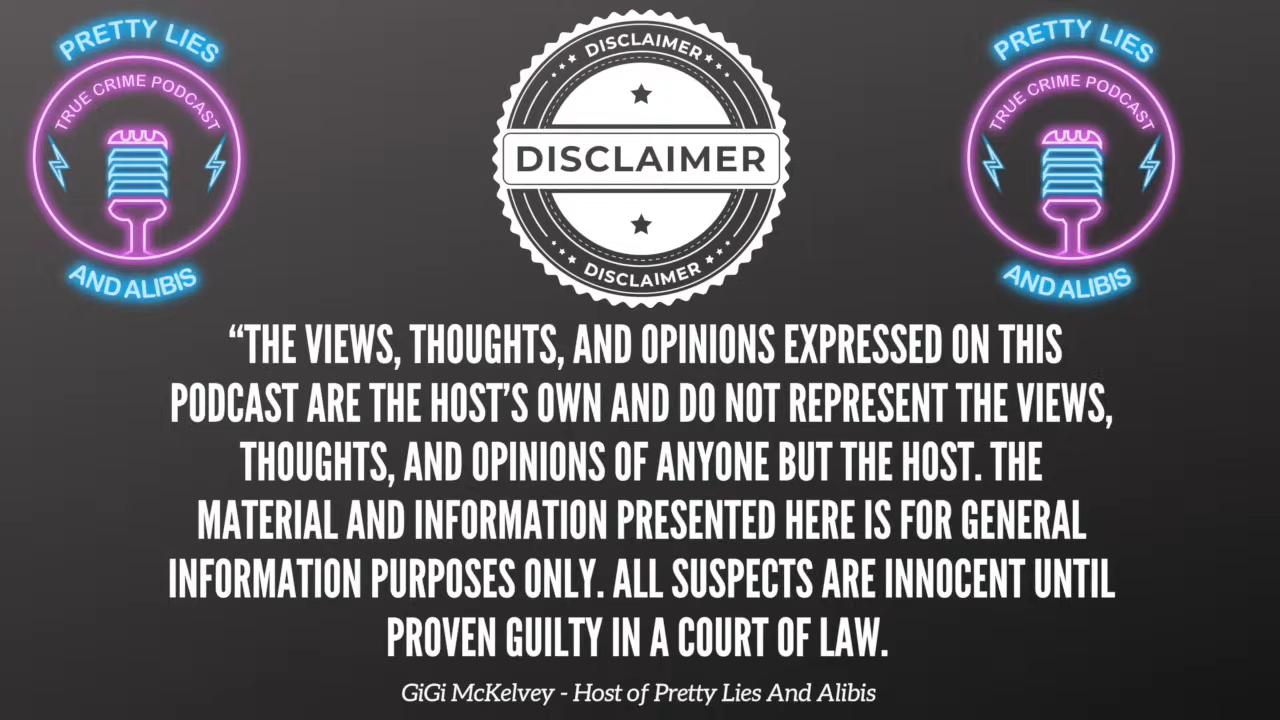 PRETTY LIES
TRUE CRIME PODCAST
AND ALIBIS
DISCLAIMER
DISCLAIMER
DISCLAIMER
PRETTY LIES
TRUE CRIME PODCAST
AND ALIBIS
“THE VIEWS, THOUGHTS, AND OPINIONS EXPRESSED ON THIS
PODCAST ARE THE HOST’S OWN AND DO NOT REPRESENT THE VIEWS,
THOUGHTS, AND OPINIONS OF ANYONE BUT THE HOST. THE
MATERIAL AND INFORMATION PRESENTED HERE IS FOR GENERAL
INFORMATION PURPOSES ONLY. ALL SUSPECTS ARE INNOCENT UNTIL
PROVEN GUILTY IN A COURT OF LAW.
GiGi McKelvey - Host of Pretty Lies And Alibis